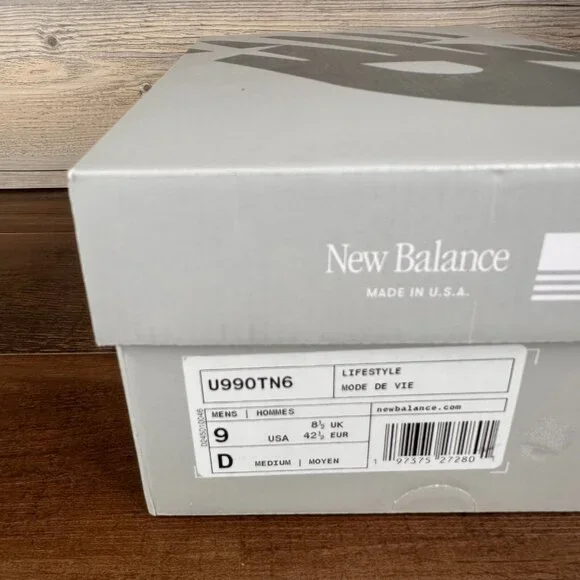 New Balance
MADE IN U.S.A.
U990TN6
LIFESTYLE
MODE DE VIE
MENS | HOMMES
newbalance.com
9 USA 8½ UK
42½ EUR
D MEDIUM | MOYEN
1 97375 27280